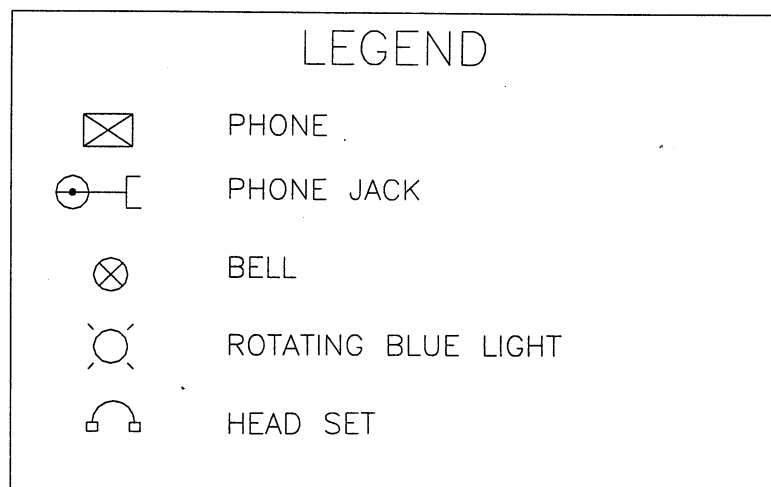 LEGEND
PHONE
PHONE JACK
BELL
ROTATING BLUE LIGHT
HEAD SET